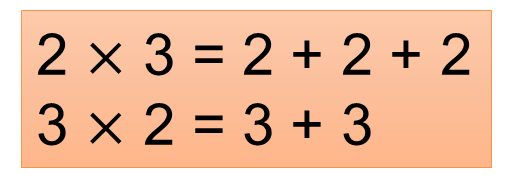 2 × 3 = 2 + 2 + 2
3 × 2 = 3 + 3